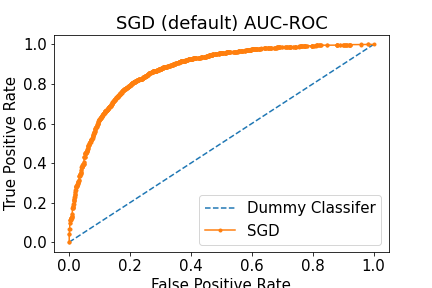 SGD (default) AUC-ROC
True Positive Rate
1.0
0.8
0.6
0.4
0.2
0.0
Dummy Classifer
SGD
0.0 0.2 0.4 0.6 0.8 1.0
False Positive Rate